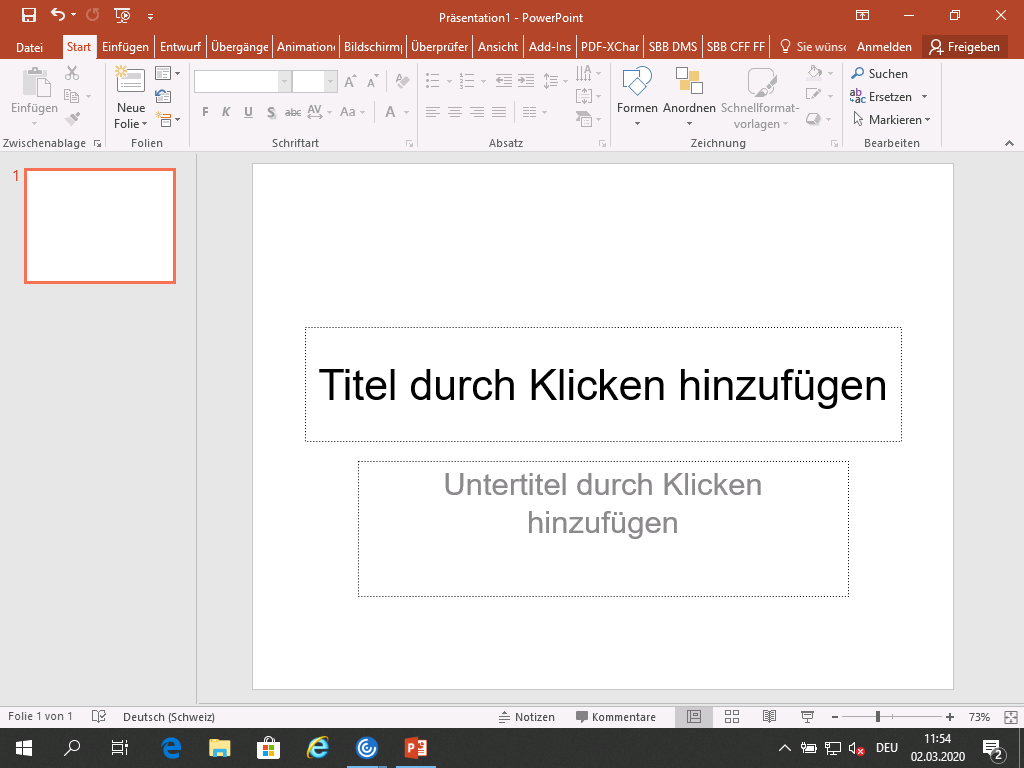 Präsentation1 - PowerPoint
Datei Start Einfügen Entwurf Übergänge Animation Bildschirmp Überprüfer Ansicht Add-Ins PDF-XChar SBB DMS SBB CFF FF Sie wünsc Anmelden Freigeben
Einfügen
Neue
Folie
F K U S abc AV Aa A
Formen Anordnen Schnellformat-
vorlagen
Suchen
Ersetzen
Markieren
Zwischenablage Folien Schriftart Absatz Zeichnung Bearbeiten
1
Titel durch Klicken hinzufügen
Untertitel durch Klicken
hinzufügen
Folie 1 von 1 Deutsch (Schweiz) Notizen Kommentare 73%
DEU 11:54
02.03.2020
2